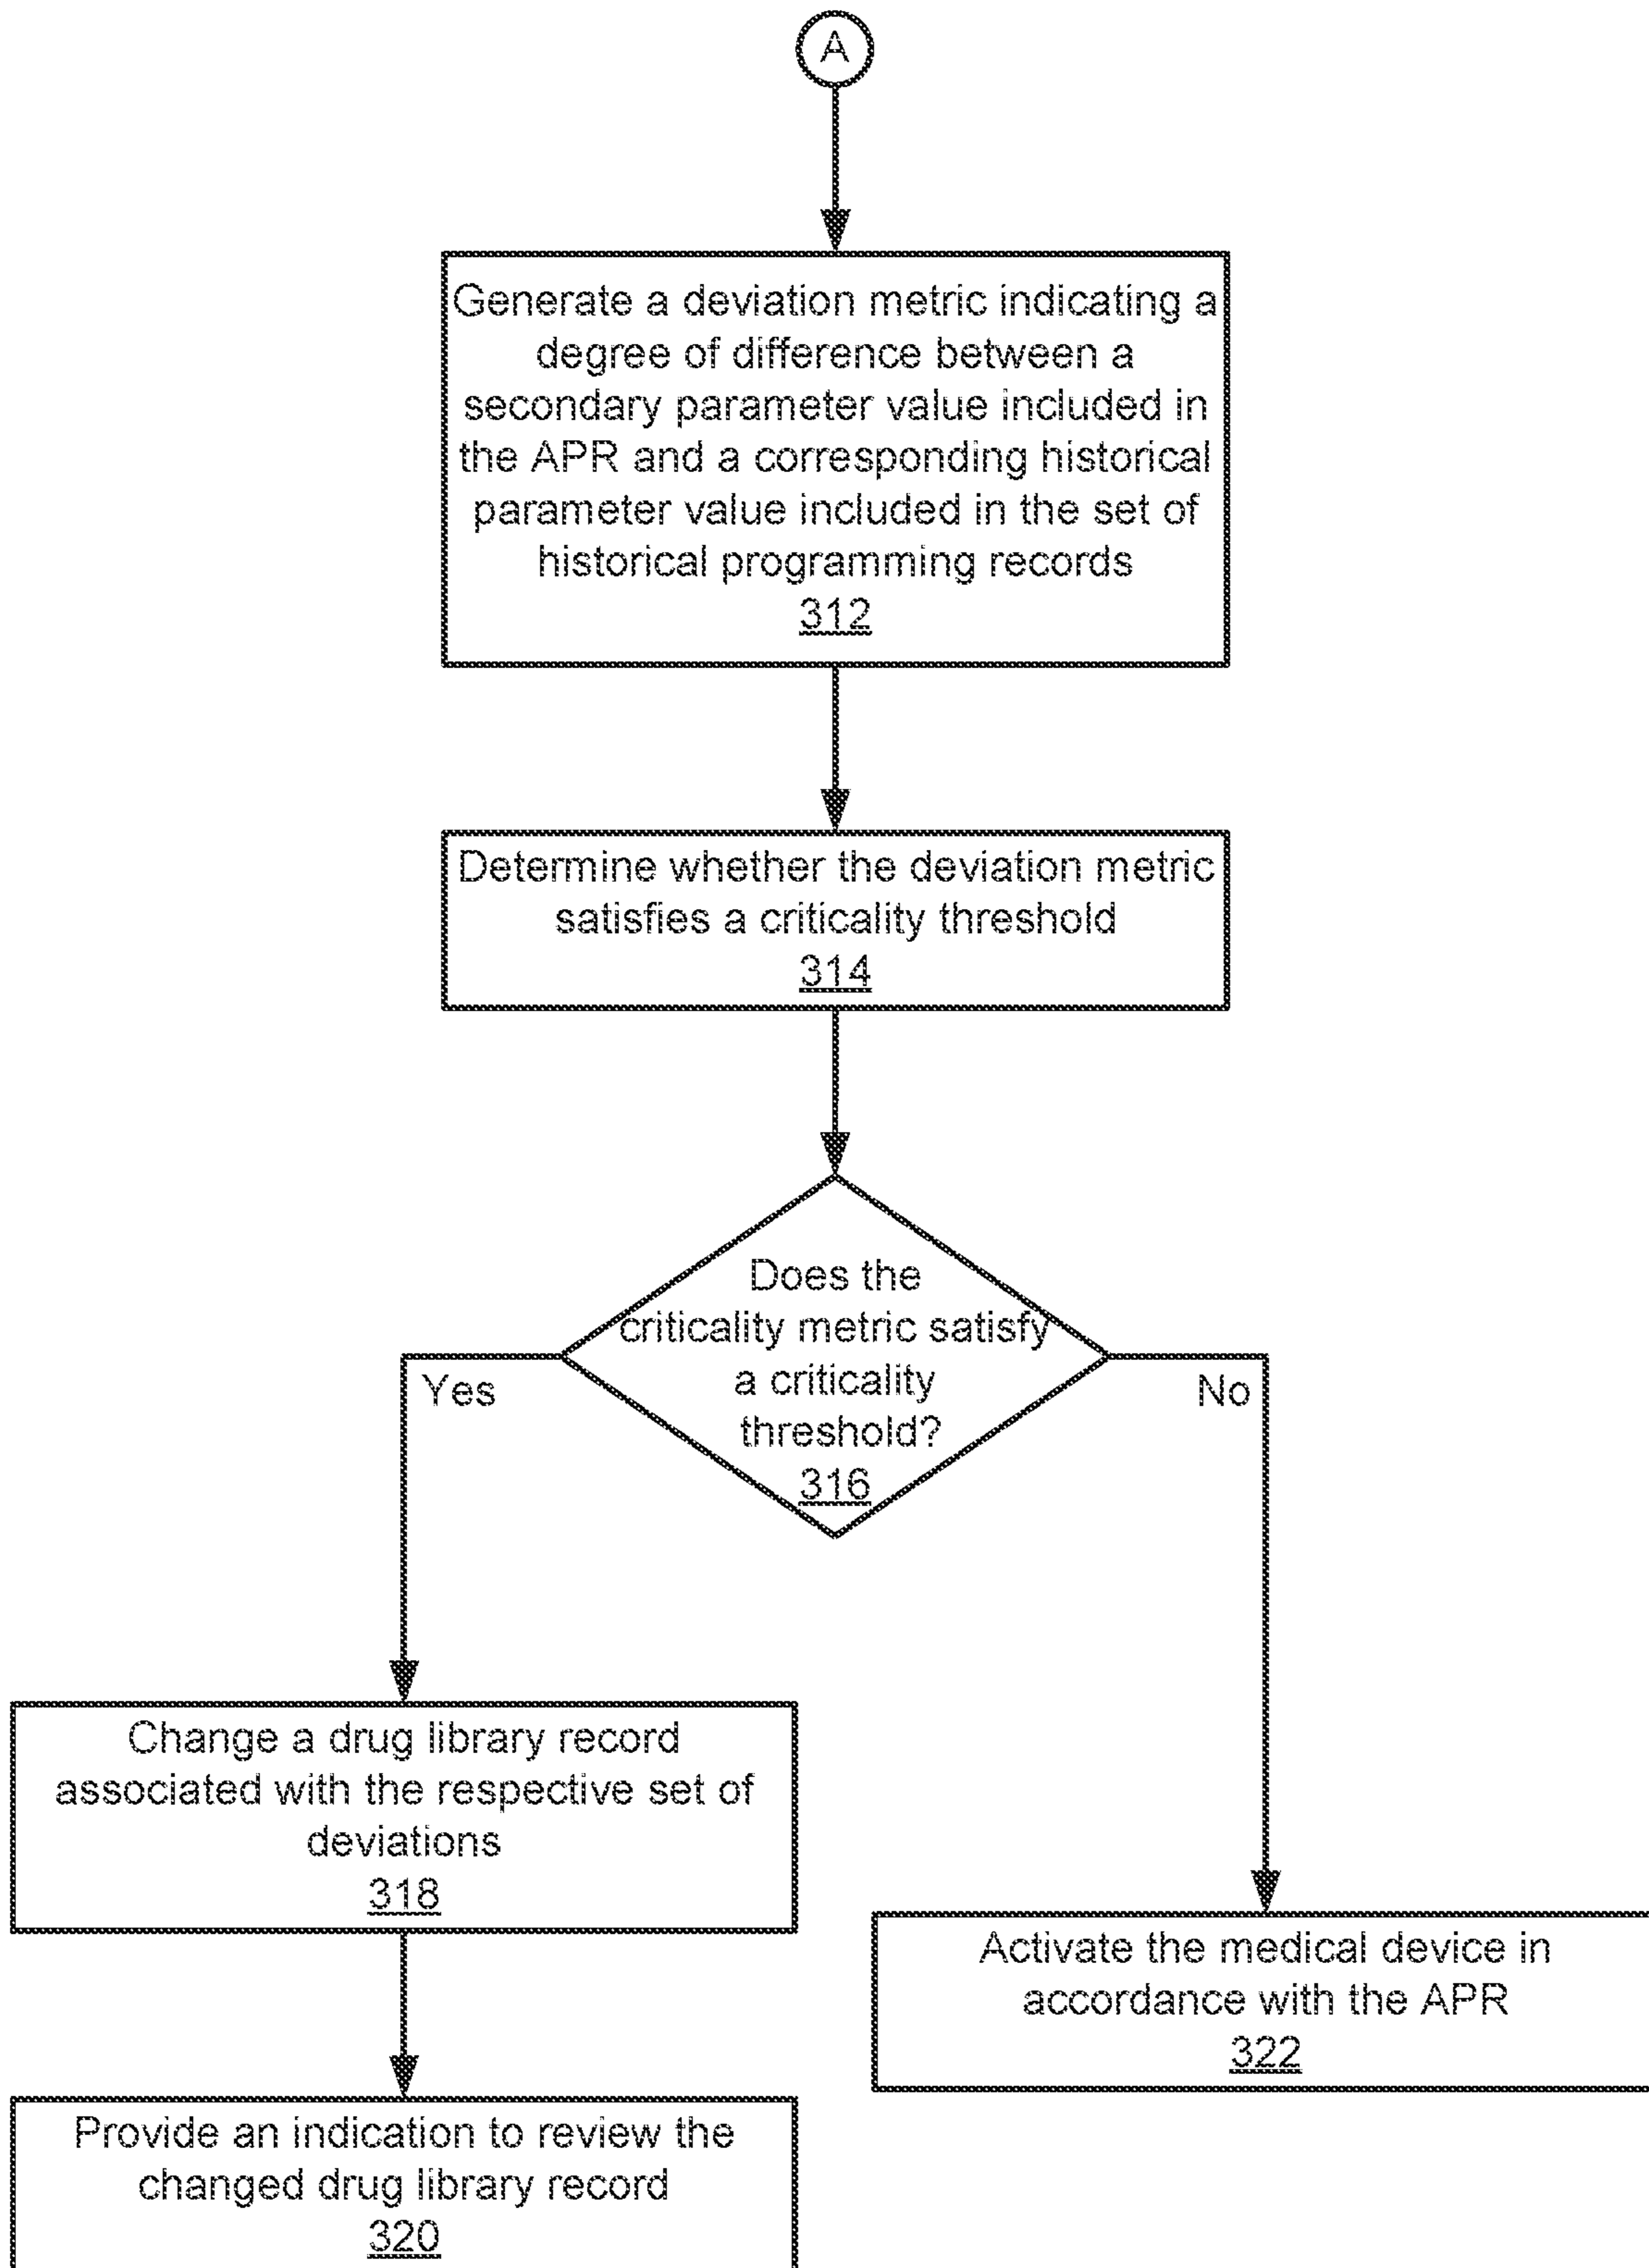 A
Generate a deviation metric indicating a
degree of difference between a
secondary parameter value included in
the APR and a corresponding historical
parameter value included in the set of
historical programming records
312
Determine whether the deviation metric
satisfies a criticality threshold
314
Does the
criticality metric satisfy
a criticality
threshold?
316
Yes
No
Change a drug library record
associated with the respective set of
deviations
318
Activate the medical device in
accordance with the APR
322
Provide an indication to review the
changed drug library record
320